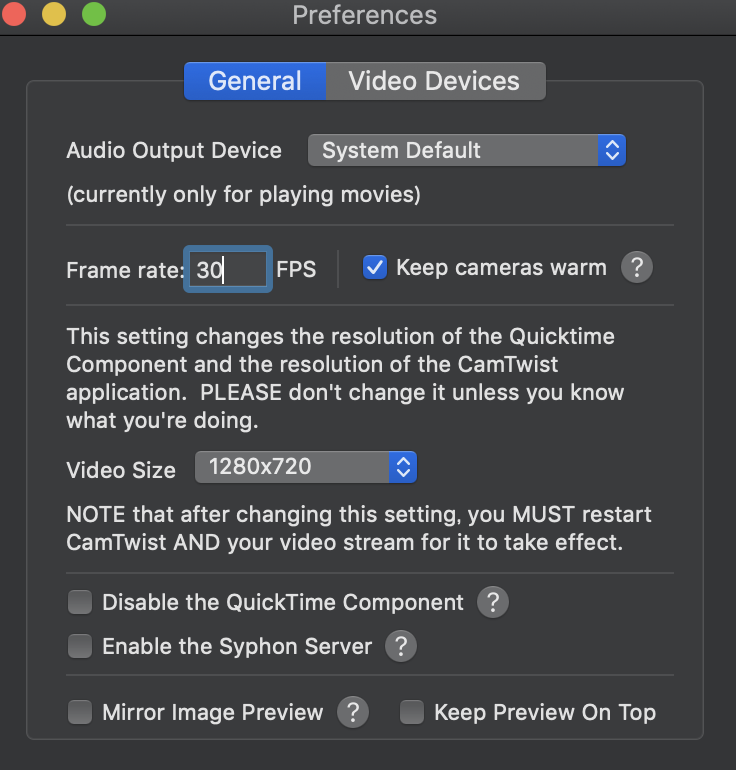 Preferences
General Video Devices
Audio Output Device System Default
(currently only for playing movies)
Frame rate: 30 FPS Keep cameras warm ?
This setting changes the resolution of the Quicktime
Component and the resolution of the CamTwist
application.  PLEASE don't change it unless you know
what you're doing.
Video Size 1280x720
NOTE that after changing this setting, you MUST restart
CamTwist AND your video stream for it to take effect.
Disable the QuickTime Component ?
Enable the Syphon Server ?
Mirror Image Preview ? Keep Preview On Top